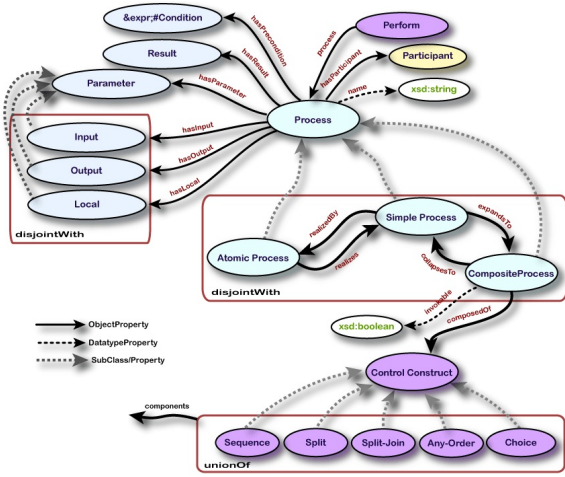 &expr;#Condition
Perform
Result
Participant
Parameter
xsd:string
Process
Input
Output
Local
disjointWith
hasPrecondition
hasResult
hasParameter
hasInput
hasOutput
hasLocal
process
hasParticipant
name
Simple Process
Atomic Process
CompositeProcess
realizedBy
realizes
expandsTo
collapsesTo
disjointWith
invokable
composedOf
xsd:boolean
ObjectProperty
DatatypeProperty
SubClass/Property
Control Construct
components
Sequence
Split
Split-Join
Any-Order
Choice
unionOf